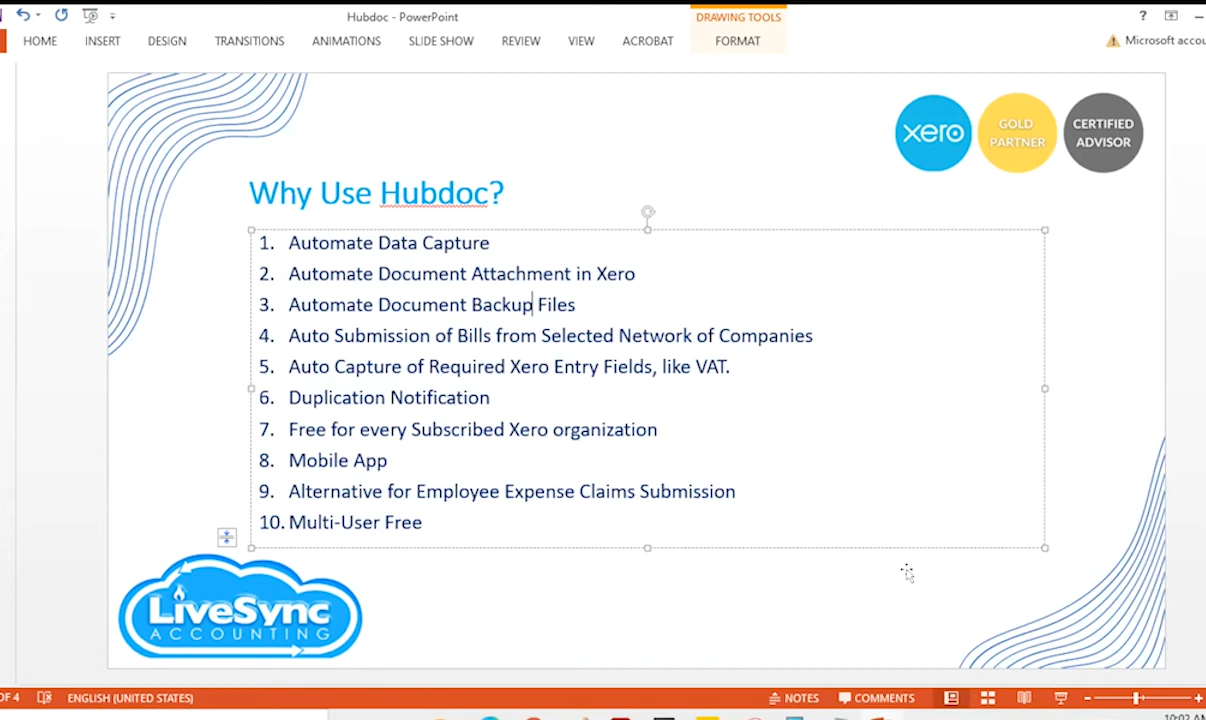 Hubdoc - PowerPoint
DRAWING TOOLS
?
HOME
INSERT
DESIGN
TRANSITIONS
ANIMATIONS
SLIDE SHOW
REVIEW
VIEW
ACROBAT
FORMAT
Microsoft accou
xero
GOLD
PARTNER
CERTIFIED
ADVISOR
Why Use Hubdoc?
1. Automate Data Capture
2. Automate Document Attachment in Xero
3. Automate Document Backup Files
4. Auto Submission of Bills from Selected Network of Companies
5. Auto Capture of Required Xero Entry Fields, like VAT.
6. Duplication Notification
7. Free for every Subscribed Xero organization
8. Mobile App
9. Alternative for Employee Expense Claims Submission
10. Multi-User Free
LiveSync
ACCOUNTING
OF 4
ENGLISH (UNITED STATES)
NOTES
COMMENTS
10:02 AM